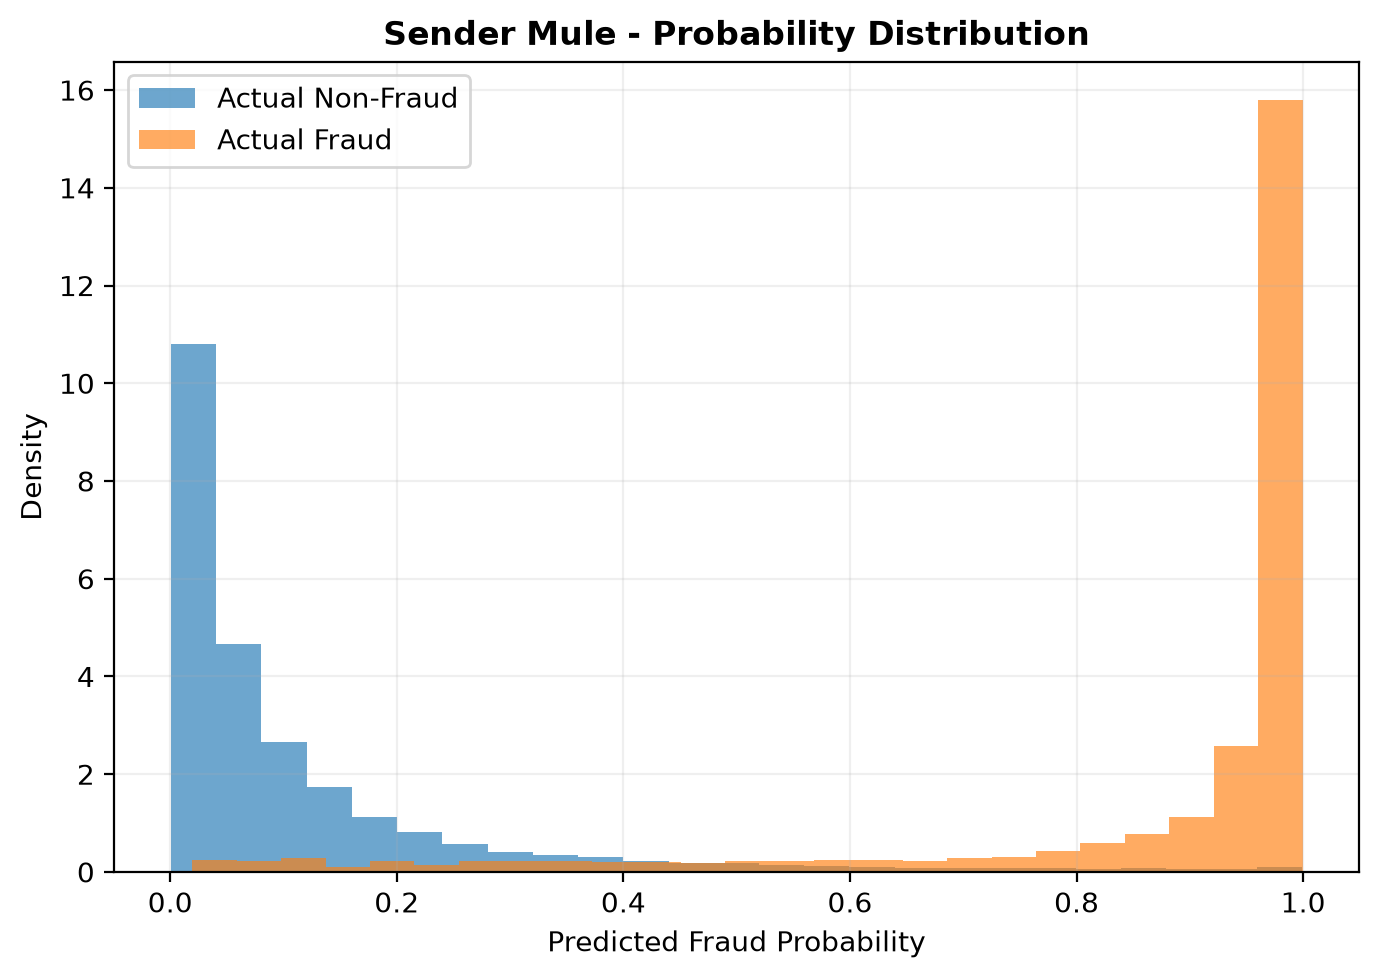 Sender Mule - Probability Distribution
Actual Non-Fraud
Actual Fraud
16
14
12
10
8
6
4
2
0
Density
0.0 0.2 0.4 0.6 0.8 1.0
Predicted Fraud Probability